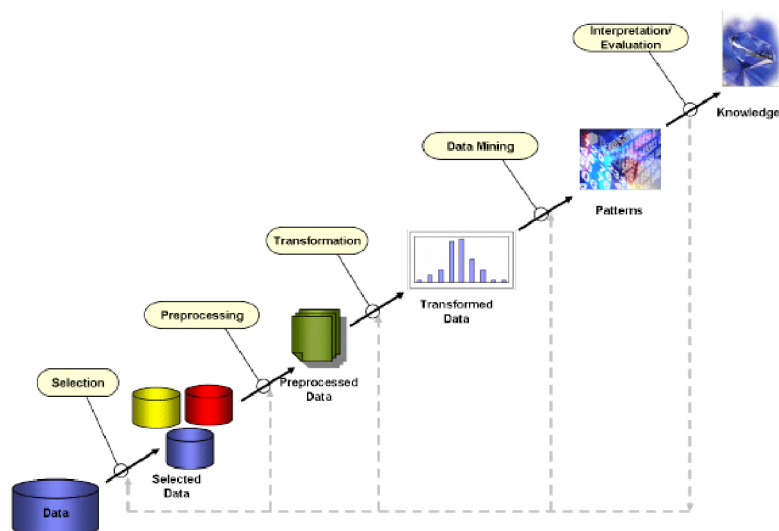 Interpretation/
Evaluation
Knowledge
Data Mining
Patterns
Transformation
Transformed
Data
Preprocessing
Preprocessed
Data
Selection
Selected
Data
Data